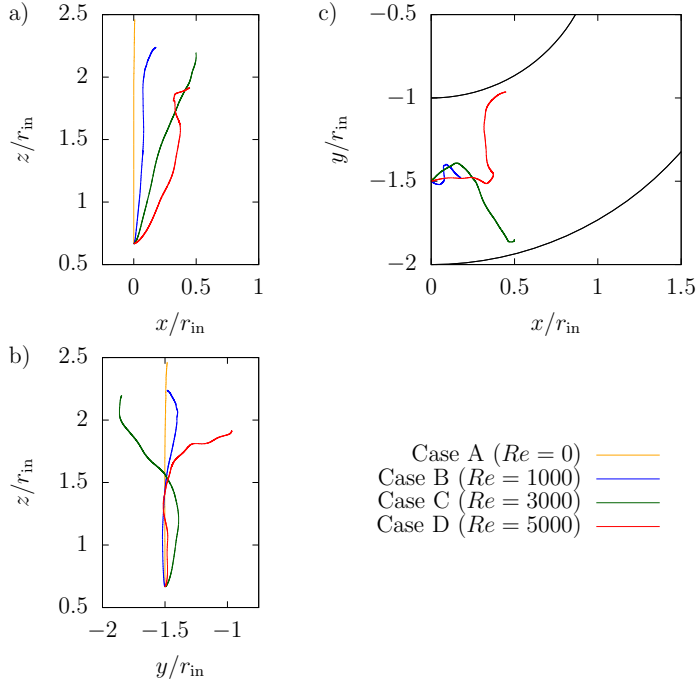 a)
2.5
2
1.5
1
0.5
z/r_in
0
0.5
1
x/r_in
c)
−0.5
−1
−1.5
−2
y/r_in
0
0.5
1
1.5
x/r_in
b)
2.5
2
1.5
1
0.5
z/r_in
−2
−1.5
−1
y/r_in
Case A (Re = 0)
Case B (Re = 1000)
Case C (Re = 3000)
Case D (Re = 5000)